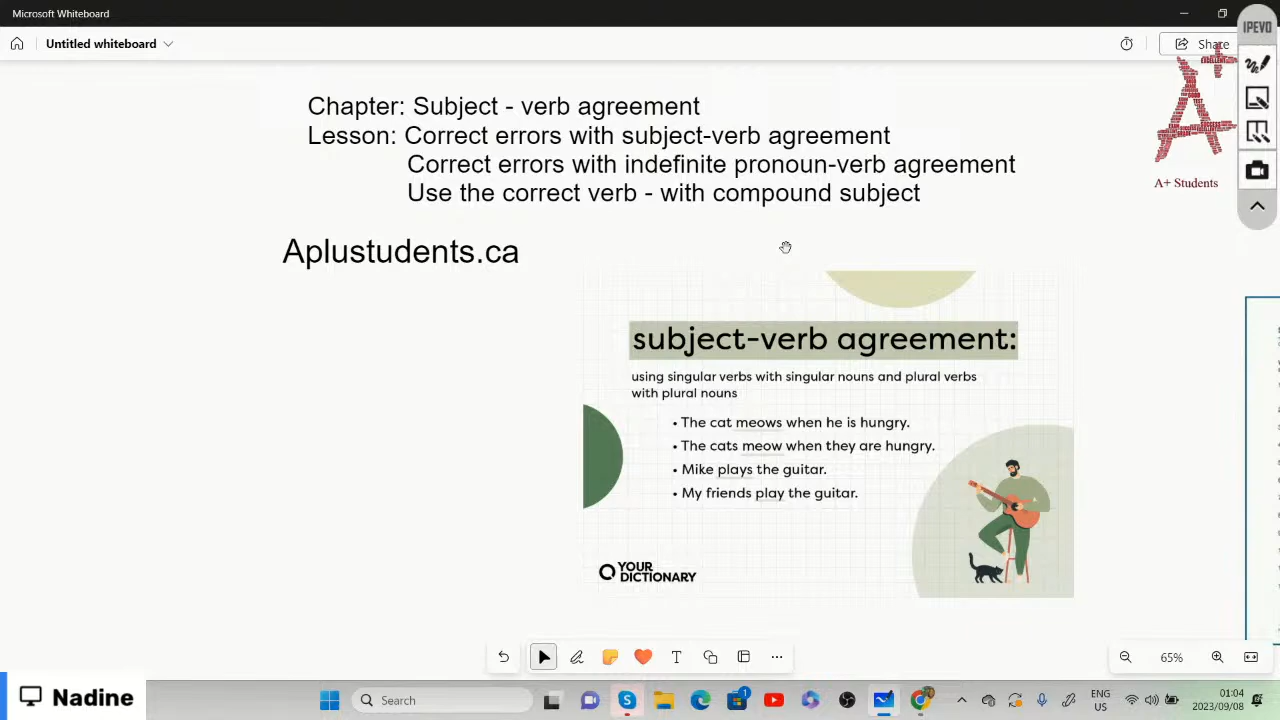 Microsoft Whiteboard
IPEVO
Untitled whiteboard
Share
Chapter: Subject - verb agreement
Lesson: Correct errors with subject-verb agreement
Correct errors with indefinite pronoun-verb agreement
Use the correct verb - with compound subject
A+ Students
Aplustudents.ca
subject-verb agreement:
using singular verbs with singular nouns and plural verbs
with plural nouns
• The cat meows when he is hungry.
• The cats meow when they are hungry.
• Mike plays the guitar.
• My friends play the guitar.
YOUR
DICTIONARY
65%
Nadine
Search
ENG
US
01:04
2023/09/08